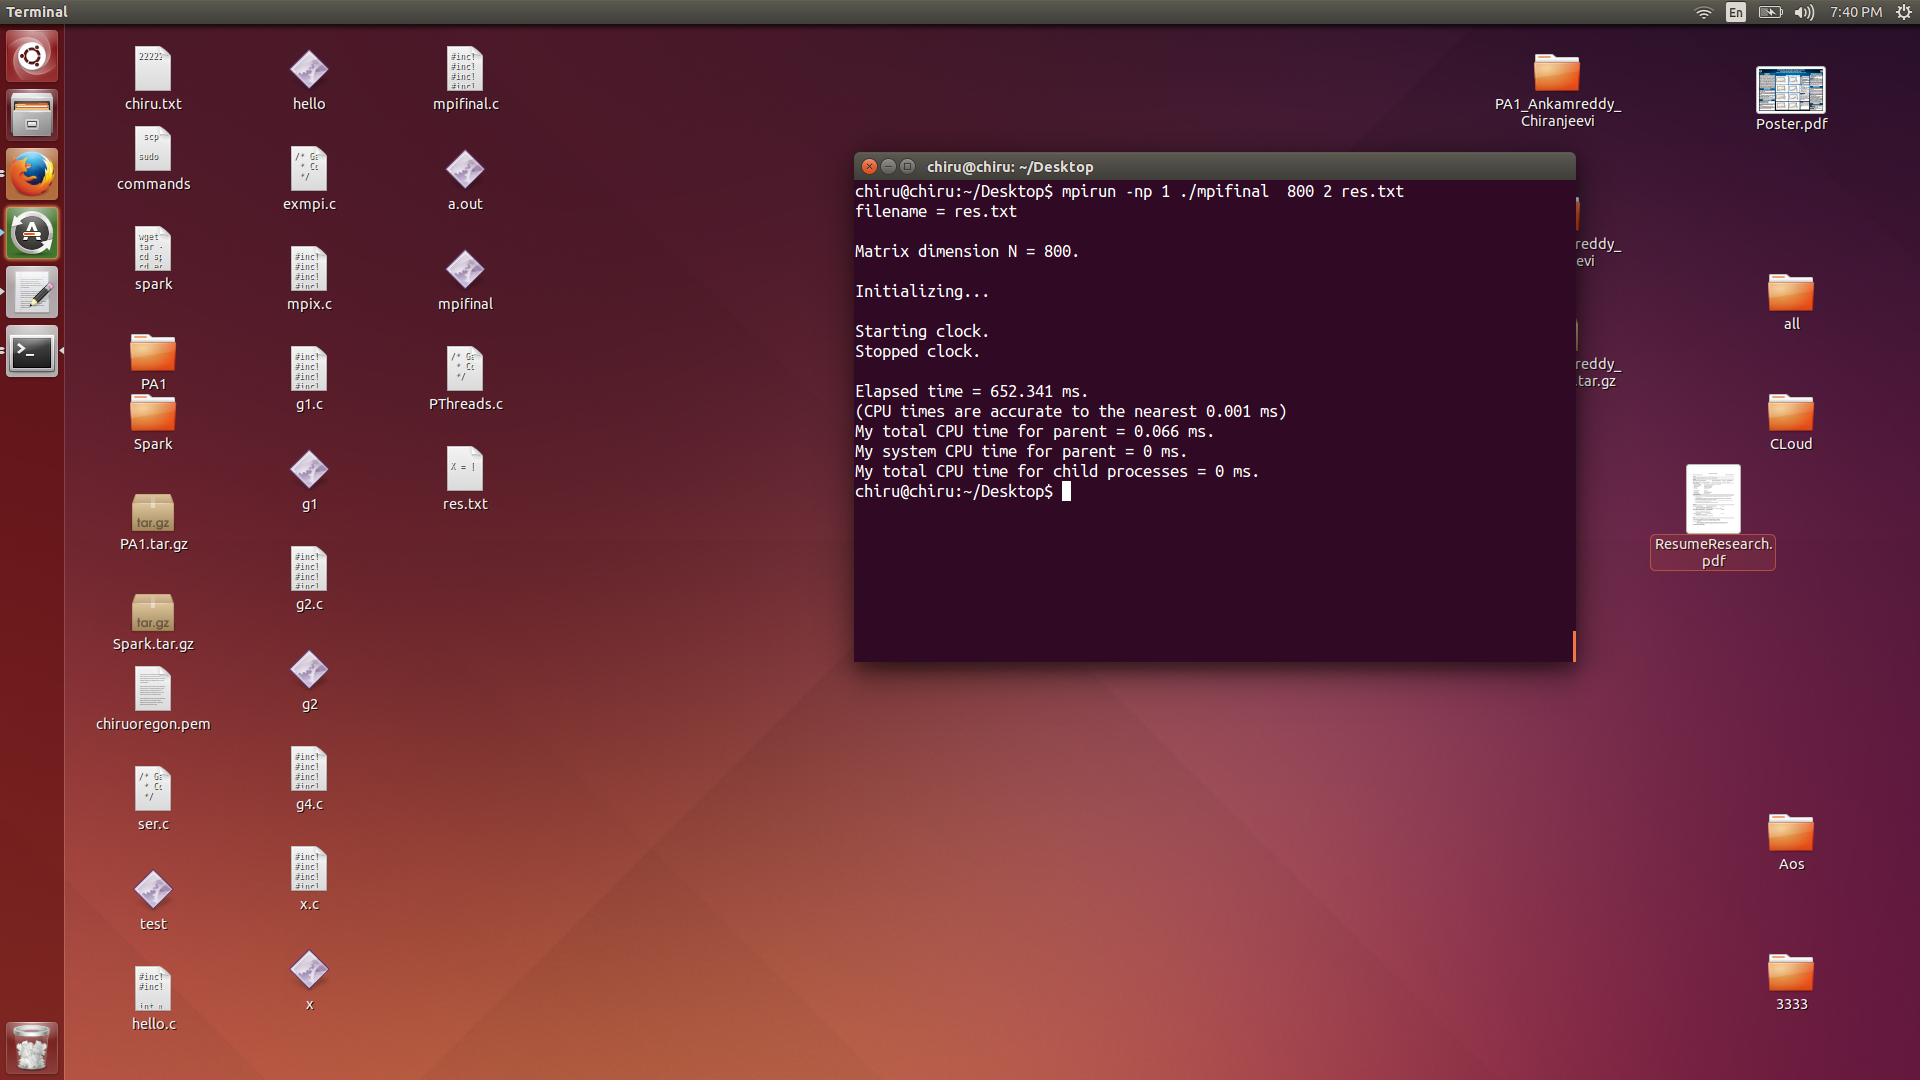 Terminal
En
7:40 PM
chiru.txt
commands
spark
PA1
Spark
PA1.tar.gz
Spark.tar.gz
chiruoregon.pem
ser.c
test
hello.c
hello
exmpi.c
mpix.c
g1.c
g1
g2.c
g2
g4.c
x.c
x
mpifinal.c
a.out
mpifinal
PThreads.c
res.txt
chiru@chiru: ~/Desktop
chiru@chiru:~/Desktop$ mpirun -np 1 ./mpifinal  800 2 res.txt
filename = res.txt
Matrix dimension N = 800.
Initializing...
Starting clock.
Stopped clock.
Elapsed time = 652.341 ms.
(CPU times are accurate to the nearest 0.001 ms)
My total CPU time for parent = 0.066 ms.
My system CPU time for parent = 0 ms.
My total CPU time for child processes = 0 ms.
chiru@chiru:~/Desktop$
PA1_Ankamreddy_
Chiranjeevi
reddy_
evi
reddy_
.tar.gz
Poster.pdf
all
CLoud
ResumeResearch.
pdf
Aos
3333